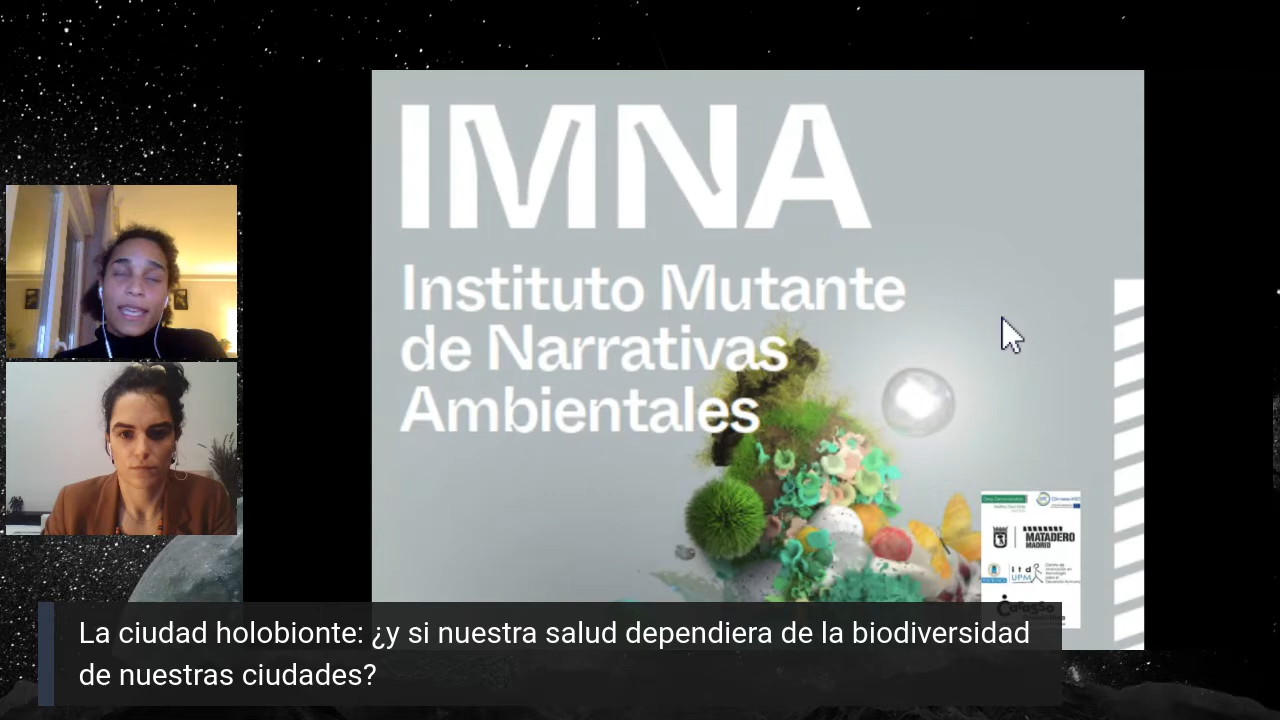 IMNA
Instituto Mutante
de Narrativas
Ambientales
MATADERO
MADRID
itd
UPM
La ciudad holobionte: ¿y si nuestra salud dependiera de la biodiversidad
de nuestras ciudades?